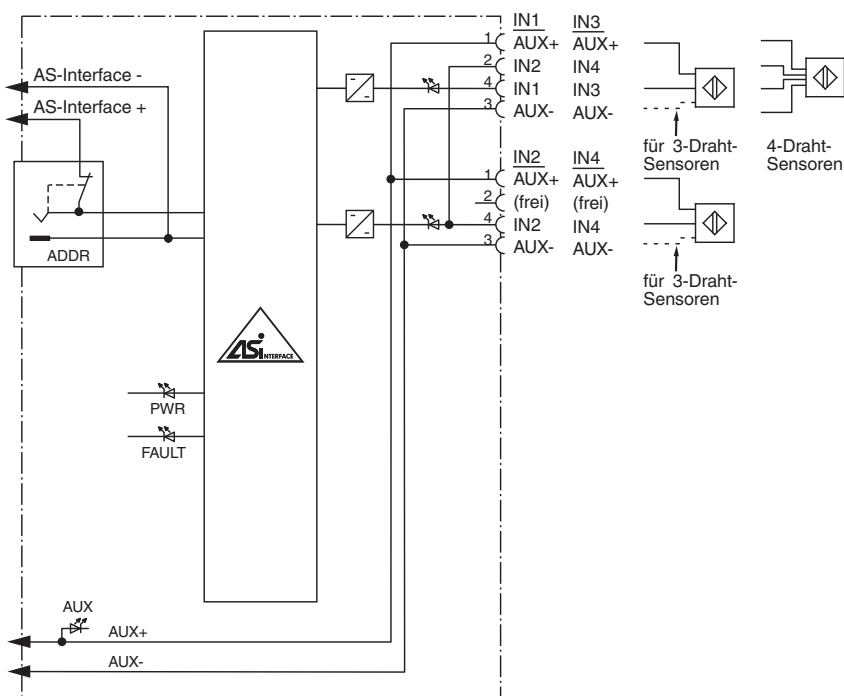 IN1 IN3
1 AUX+ AUX+
2 IN2 IN4
4 IN1 IN3
3 AUX- AUX-
AS-Interface -
AS-Interface +
ADDR
für 3-Draht-
Sensoren
4-Draht-
Sensoren
IN2 IN4
1 AUX+ AUX+
2 (frei) (frei)
4 IN2 IN4
3 AUX- AUX-
für 3-Draht-
Sensoren
ASi INTERFACE
PWR
FAULT
AUX
AUX+
AUX-